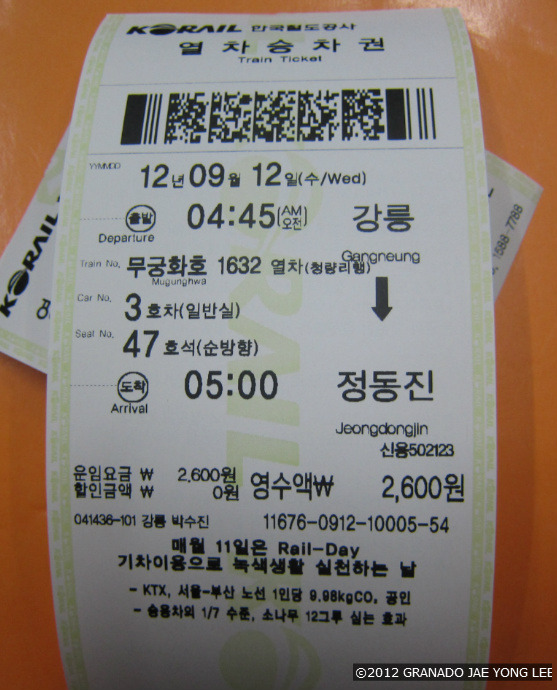 KORAIL 한국철도공사
열차승차권
Train Ticket
YYMMDD
12년 09월 12일(수/Wed)
출발 04:45(AM 오전) 강릉
Departure Gangneung
Train No. 무궁화호 1632 열차(청량리행)
Mugunghwa
Car No. 3호차(일반실)
Seat No. 47호석(순방향)
도착 05:00 정동진
Arrival Jeongdongjin
신용502123
운임요금 ₩ 2,600원
할인금액 ₩ 0원 영수액₩ 2,600원
041436-101 강릉 박수진 11676-0912-10005-54
매월 11일은 Rail-Day
기차이용으로 녹색생활 실천하는 날
- KTX, 서울-부산 노선 1인당 9.98kgCO₂ 공인
- 승용차의 1/7 수준, 소나무 12그루 심는 효과
KORAIL
1588-7788
©2012 GRANADO JAE YONG LEE